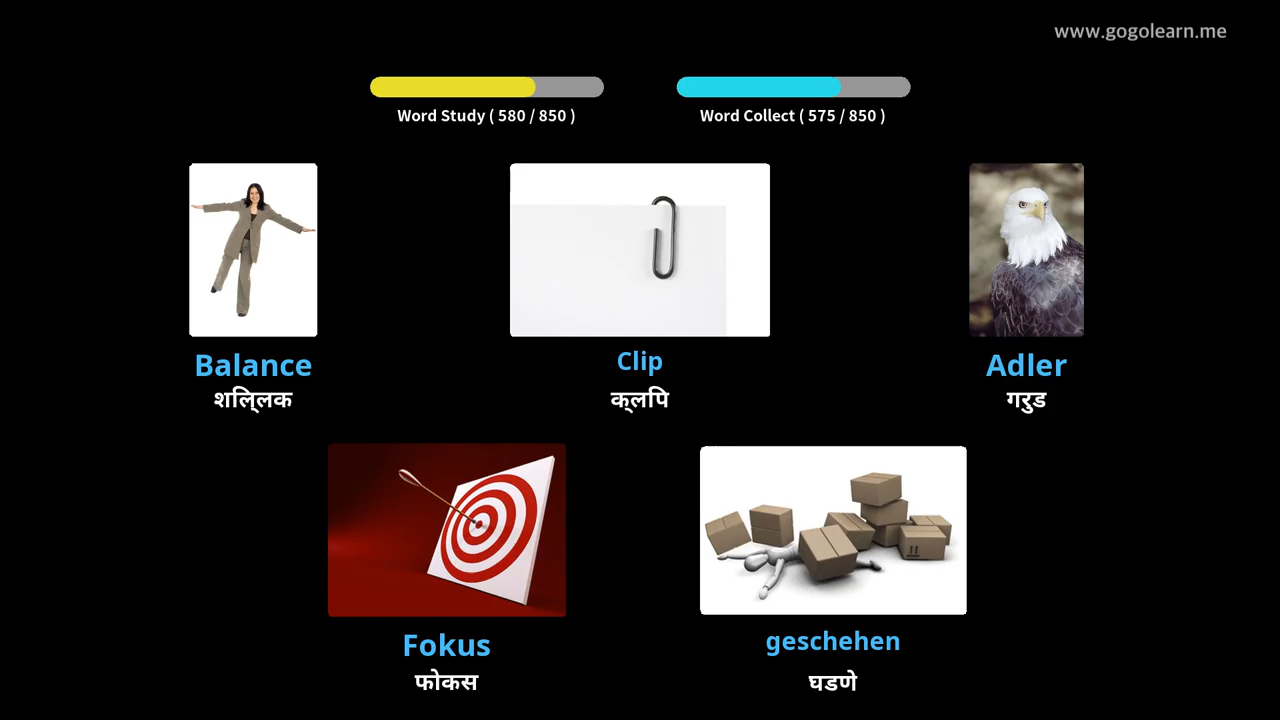 www.gogolearn.me
Word Study ( 580 / 850 )
Word Collect ( 575 / 850 )
Balance
Clip
Adler
शल्लिक
क्लपि
गरुड
Fokus
geschehen
फोकस
घडणे